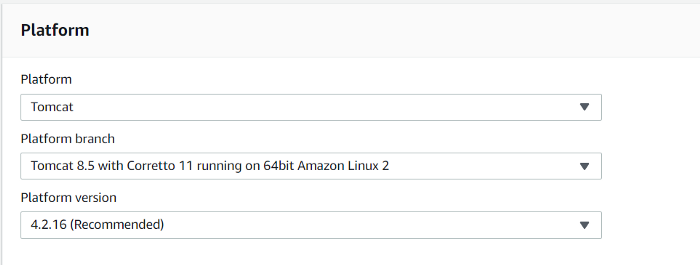 Platform
Platform
Tomcat
Platform branch
Tomcat 8.5 with Corretto 11 running on 64bit Amazon Linux 2
Platform version
4.2.16 (Recommended)